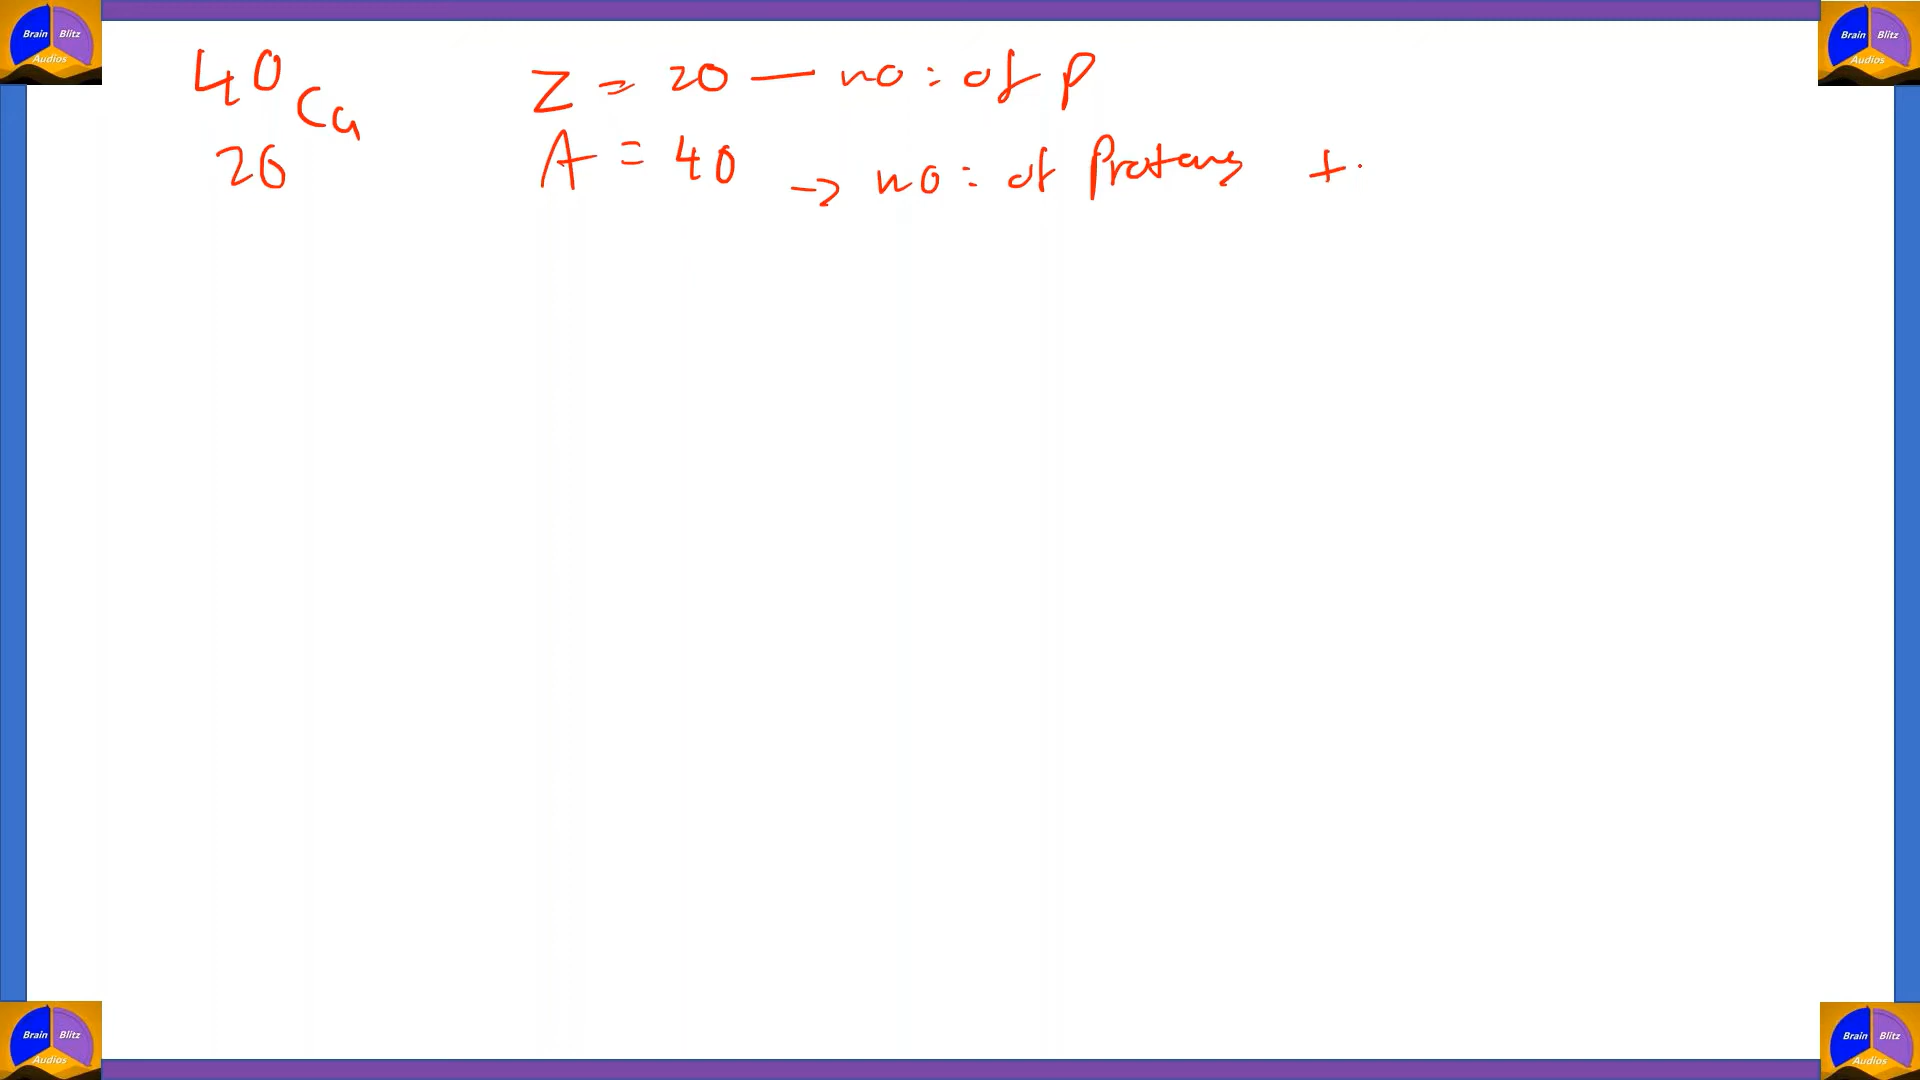 Brain Blitz Audios
Brain Blitz Audios
40
Ca
20
Z = 20 — no: of P
A = 40 → no: of Protons +
Brain Blitz Audios
Brain Blitz Audios